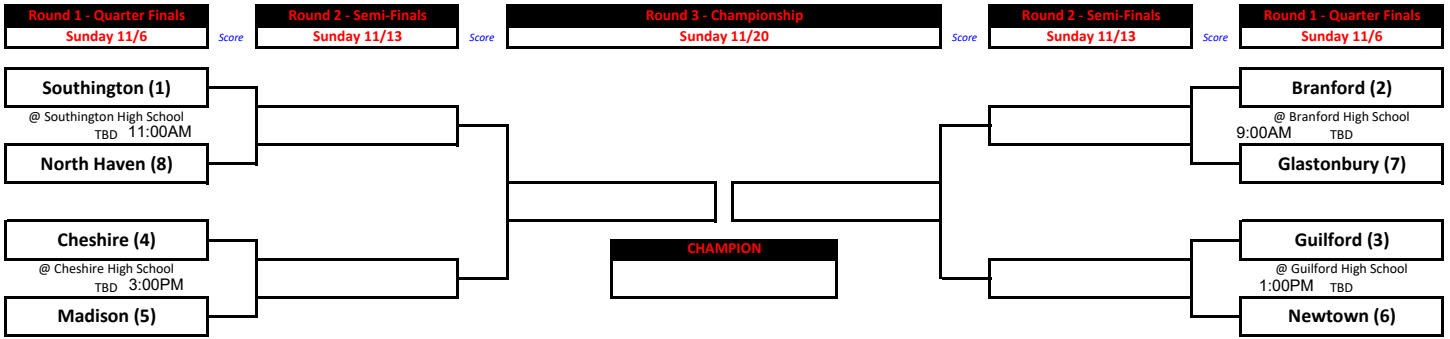 Round 1 - Quarter Finals
Sunday 11/6
Score
Round 2 - Semi-Finals
Sunday 11/13
Score
Round 3 - Championship
Sunday 11/20
Score
Round 2 - Semi-Finals
Sunday 11/13
Score
Round 1 - Quarter Finals
Sunday 11/6
Southington (1)
@ Southington High School
TBD 11:00AM
North Haven (8)
Cheshire (4)
@ Cheshire High School
TBD 3:00PM
Madison (5)
CHAMPION
Branford (2)
@ Branford High School
9:00AM TBD
Glastonbury (7)
Guilford (3)
@ Guilford High School
1:00PM TBD
Newtown (6)